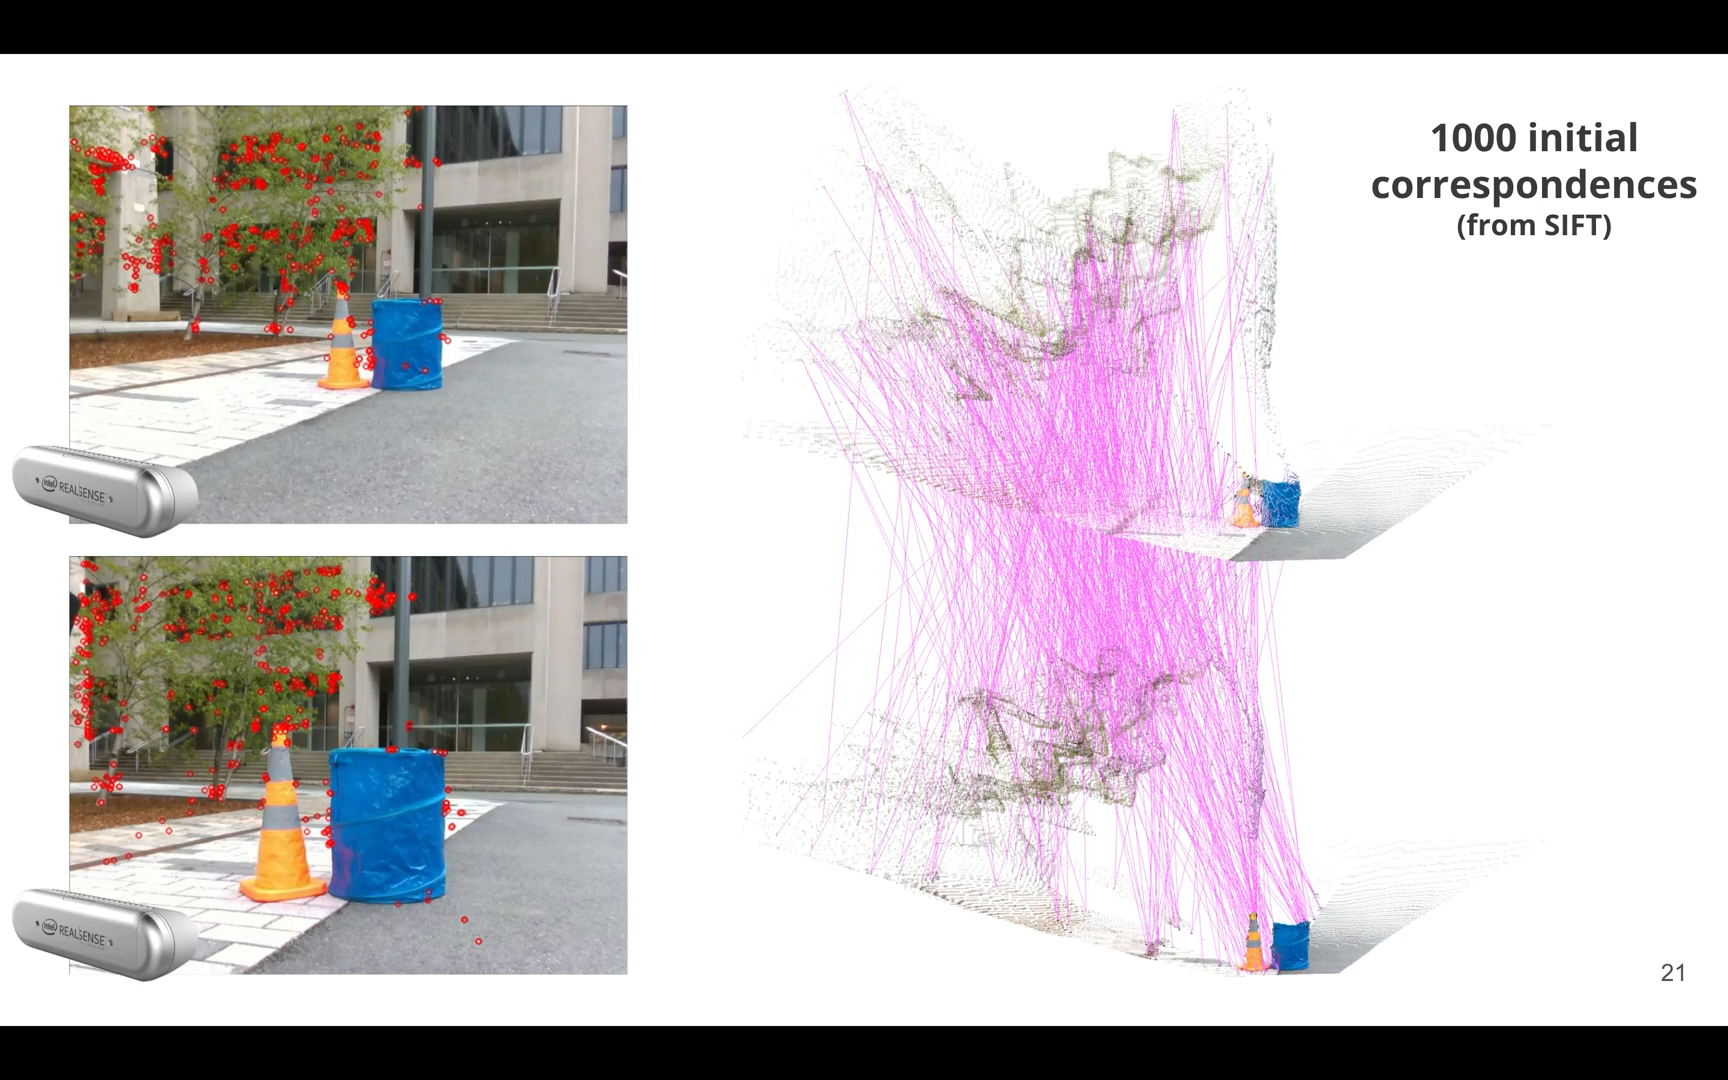 1000 initial
correspondences
(from SIFT)
intel REALSENSE
intel REALSENSE
21